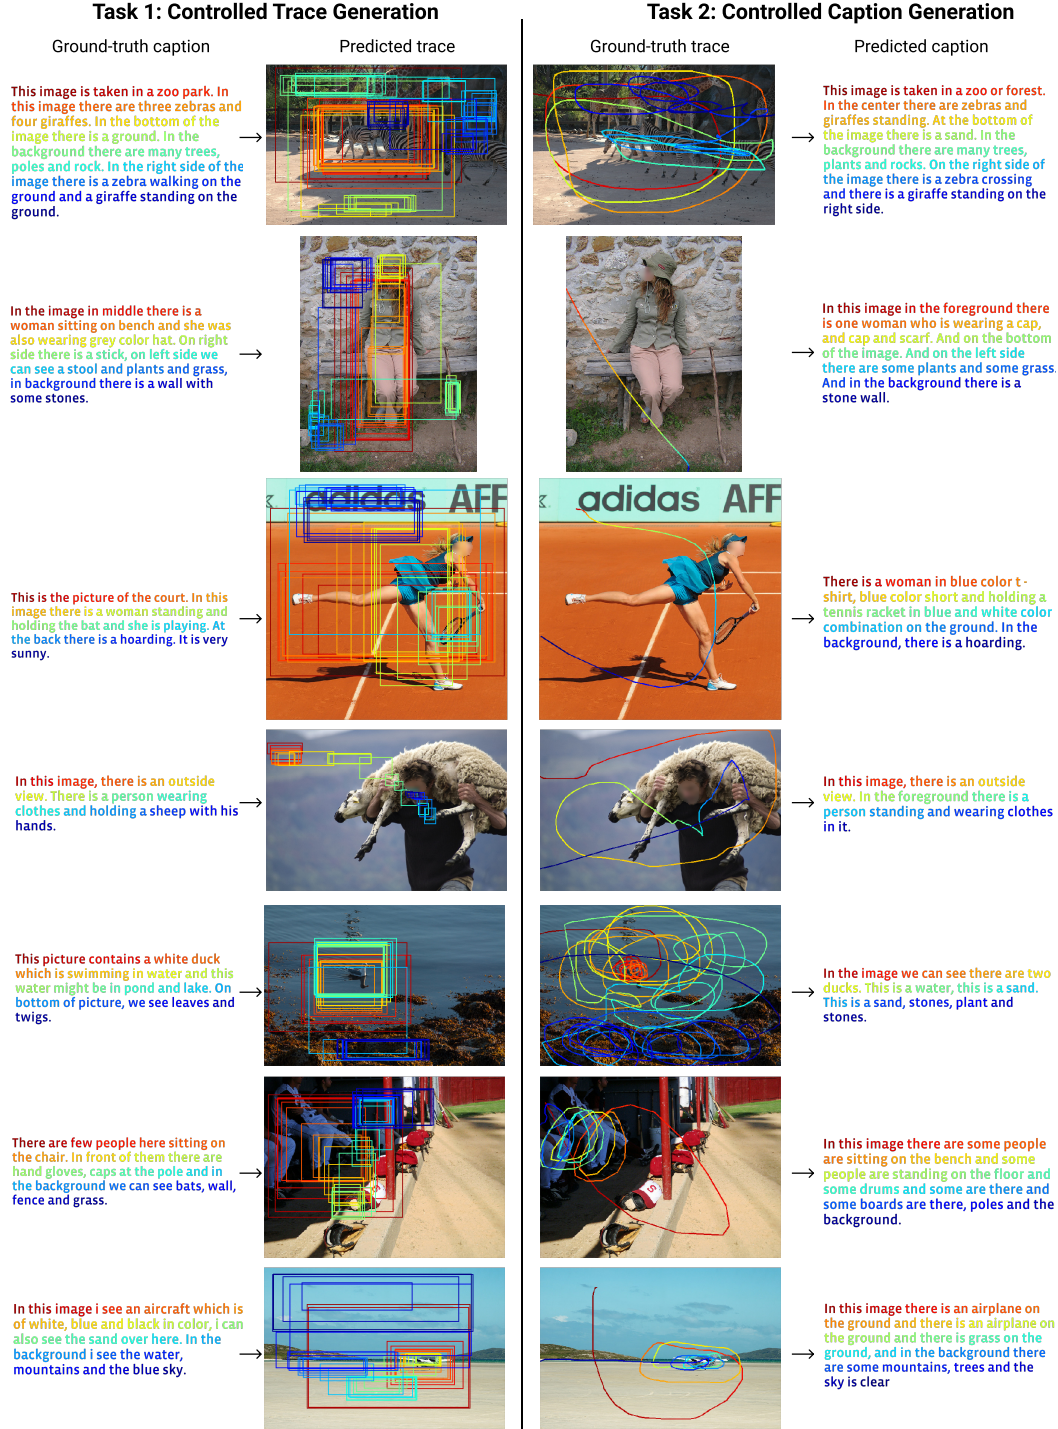 Task 1: Controlled Trace Generation
Task 2: Controlled Caption Generation
Ground-truth caption
Predicted trace
Ground-truth trace
Predicted caption
This image is taken in a zoo park. In
this image there are three zebras and
four giraffes. In the bottom of the
image there is a ground. In the
background there are many trees,
poles and rock. In the right side of the
image there is a zebra walking on the
ground and a giraffe standing on the
ground.
This image is taken in a zoo or forest.
In the center there are zebras and
giraffes standing. At the bottom of
the image there is a sand. In the
background there are many trees,
plants and rocks. On the right side of
the image there is a zebra crossing
and there is a giraffe standing on the
right side.
In the image in middle there is a
woman sitting on bench and she was
also wearing grey color hat. On right
side there is a stick, on left side we
can see a stool and plants and grass,
in background there is a wall with
some stones.
In this image in the foreground there
is one woman who is wearing a cap,
and cap and scarf. And on the bottom
of the image. And on the left side
there are some plants and some grass.
And in the background there is a
stone wall.
adidas AFF
adidas AFF
This is the picture of the court. In this
image there is a woman standing and
holding the bat and she is playing. At
the back there is a hoarding. It is very
sunny.
There is a woman in blue color t -
shirt, blue color short and holding a
tennis racket in blue and white color
combination on the ground. In the
background, there is a hoarding.
In this image, there is an outside
view. There is a person wearing
clothes and holding a sheep with his
hands.
In this image, there is an outside
view. In the foreground there is a
person standing and wearing clothes
in it.
This picture contains a white duck
which is swimming in water and this
water might be in pond and lake. On
bottom of picture, we see leaves and
twigs.
In the image we can see there are two
ducks. This is a water, this is a sand.
This is a sand, stones, plant and
stones.
There are few people here sitting on
the chair. In front of them there are
hand gloves, caps at the pole and in
the background we can see bats, wall,
fence and grass.
In this image there are some people
are sitting on the bench and some
people are standing on the floor and
some drums and some are there and
some boards are there, poles and the
background.
In this image i see an aircraft which is
of white, blue and black in color, i can
also see the sand over here. In the
background i see the water,
mountains and the blue sky.
In this image there is an airplane on
the ground and there is an airplane on
the ground and there is grass on the
ground, and in the background there
are some mountains, trees and the
sky is clear